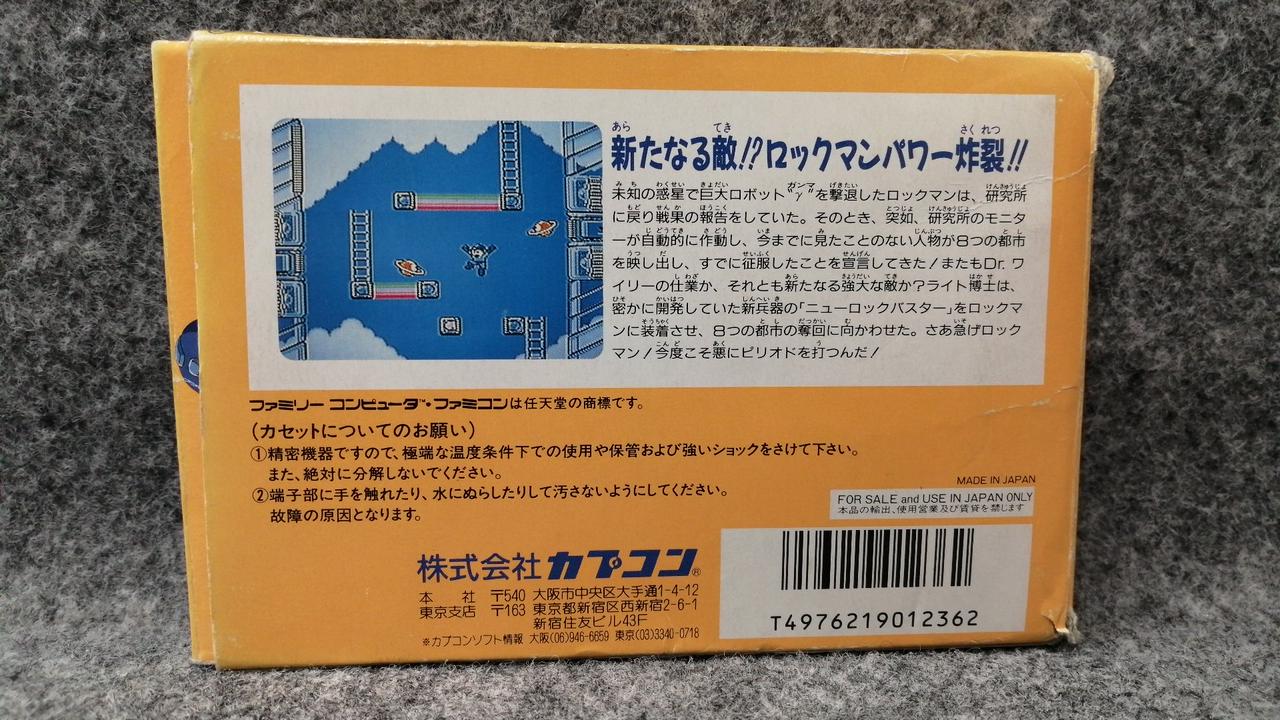 新たなる敵!?ロックマンパワー炸裂!!
未知の惑星で巨大ロボット“γ”を撃退したロックマンは、研究所
に戻り戦果の報告をしていた。そのとき、突如、研究所のモニタ
ーが自動的に作動し、今までに見たことのない人物が8つの都市
を映し出し、すでに征服したことを宣言してきた!またもDr. ワ
イリーの仕業か、それとも新たなる強大な敵か?ライト博士は、
密かに開発していた新兵器の「ニューロックバスター」をロックマ
ンに装着させ、8つの都市の奪回に向かわせた。さあ急げロック
マン!今度こそ悪にピリオドを打つんだ!
ファミリー コンピュータ™・ファミコンは任天堂の商標です。
(カセットについてのお願い)
①精密機器ですので、極端な温度条件下での使用や保管および強いショックをさけて下さい。
また、絶対に分解しないでください。
②端子部に手を触れたり、水にぬらしたりして汚さないようにしてください。
故障の原因となります。
MADE IN JAPAN
FOR SALE and USE IN JAPAN ONLY
本品の輸出、使用営業及び賃貸を禁じます
株式会社カプコン®
本 社 〒540 大阪市中央区大手通1-4-12
東京支店 〒163 東京都新宿区西新宿2-6-1
新宿住友ビル43F
※カプコンソフト情報 大阪(06)946-6659 東京(03)3340-0718
T4976219012362